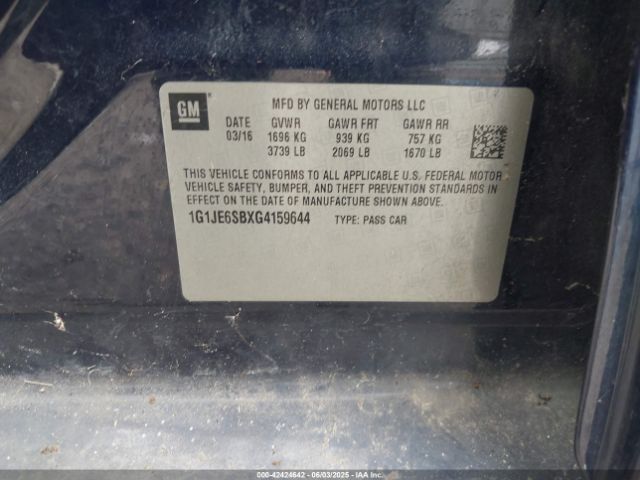 GM
MFD BY GENERAL MOTORS LLC
DATE GVWR GAWR FRT GAWR RR
03/16 1696 KG 939 KG 757 KG
3739 LB 2069 LB 1670 LB
THIS VEHICLE CONFORMS TO ALL APPLICABLE U.S. FEDERAL MOTOR
VEHICLE SAFETY, BUMPER, AND THEFT PREVENTION STANDARDS IN
EFFECT ON THE DATE OF MANUFACTURE SHOWN ABOVE.
1G1JE6SBXG4159644 TYPE: PASS CAR
000-42424642 - 06/03/2025 - COPYRIGHT IAA, LLC.